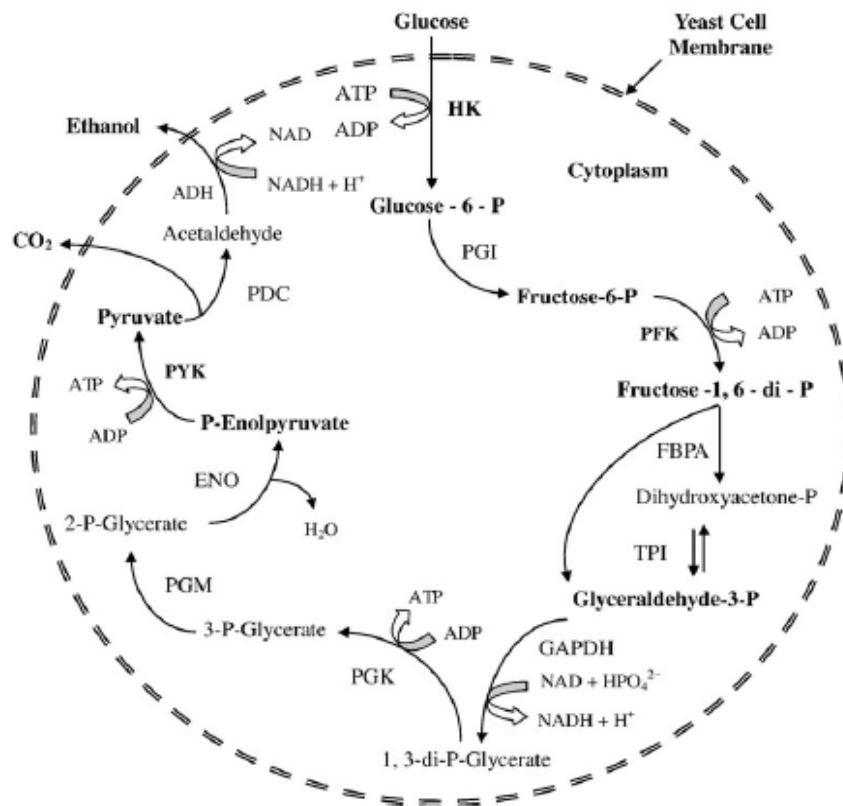 Glucose
Yeast Cell
Membrane
ATP
HK
ADP
Ethanol
NAD
NADH + H⁺
ADH
Cytoplasm
Glucose - 6 - P
Acetaldehyde
CO₂
PGI
PDC
Fructose-6-P
ATP
Pyruvate
PFK
ADP
PYK
ATP
ADP
Fructose -1, 6 - di - P
P-Enolpyruvate
FBPA
ENO
Dihydroxyacetone-P
2-P-Glycerate
H₂O
TPI
PGM
Glyceraldehyde-3-P
ATP
3-P-Glycerate
ADP
GAPDH
PGK
NAD + HPO₄²⁻
NADH + H⁺
1, 3-di-P-Glycerate